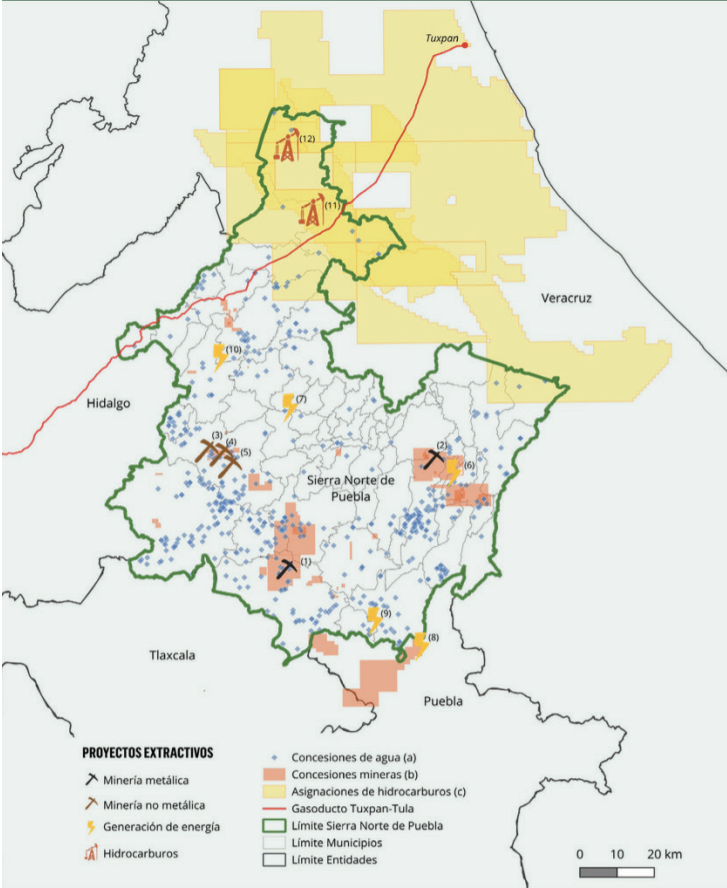 Tuxpan
(12)
(11)
Veracruz
(10)
Hidalgo
(7)
(3)
(4)
(5)
(2)
(6)
Sierra Norte de
Puebla
(1)
(9)
(8)
Tlaxcala
Puebla
PROYECTOS EXTRACTIVOS
Minería metálica
Minería no metálica
Generación de energía
Hidrocarburos
Concesiones de agua (a)
Concesiones mineras (b)
Asignaciones de hidrocarburos (c)
Gasoducto Tuxpan-Tula
Límite Sierra Norte de Puebla
Límite Municipios
Límite Entidades
0 10 20 km